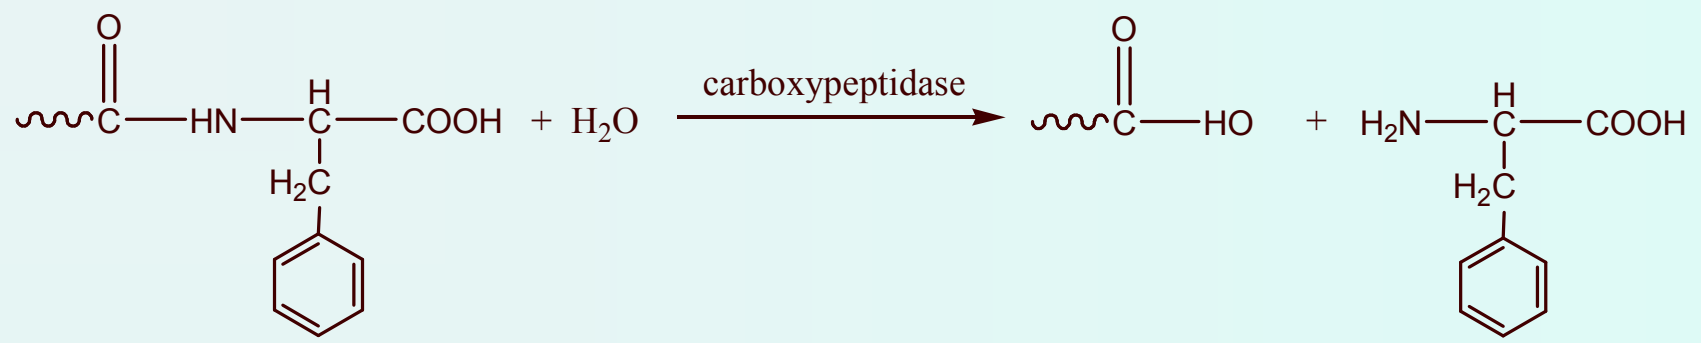 O O
H carboxypeptidase H
C HN C COOH + H₂O C HO + H₂N C COOH
H₂C H₂C